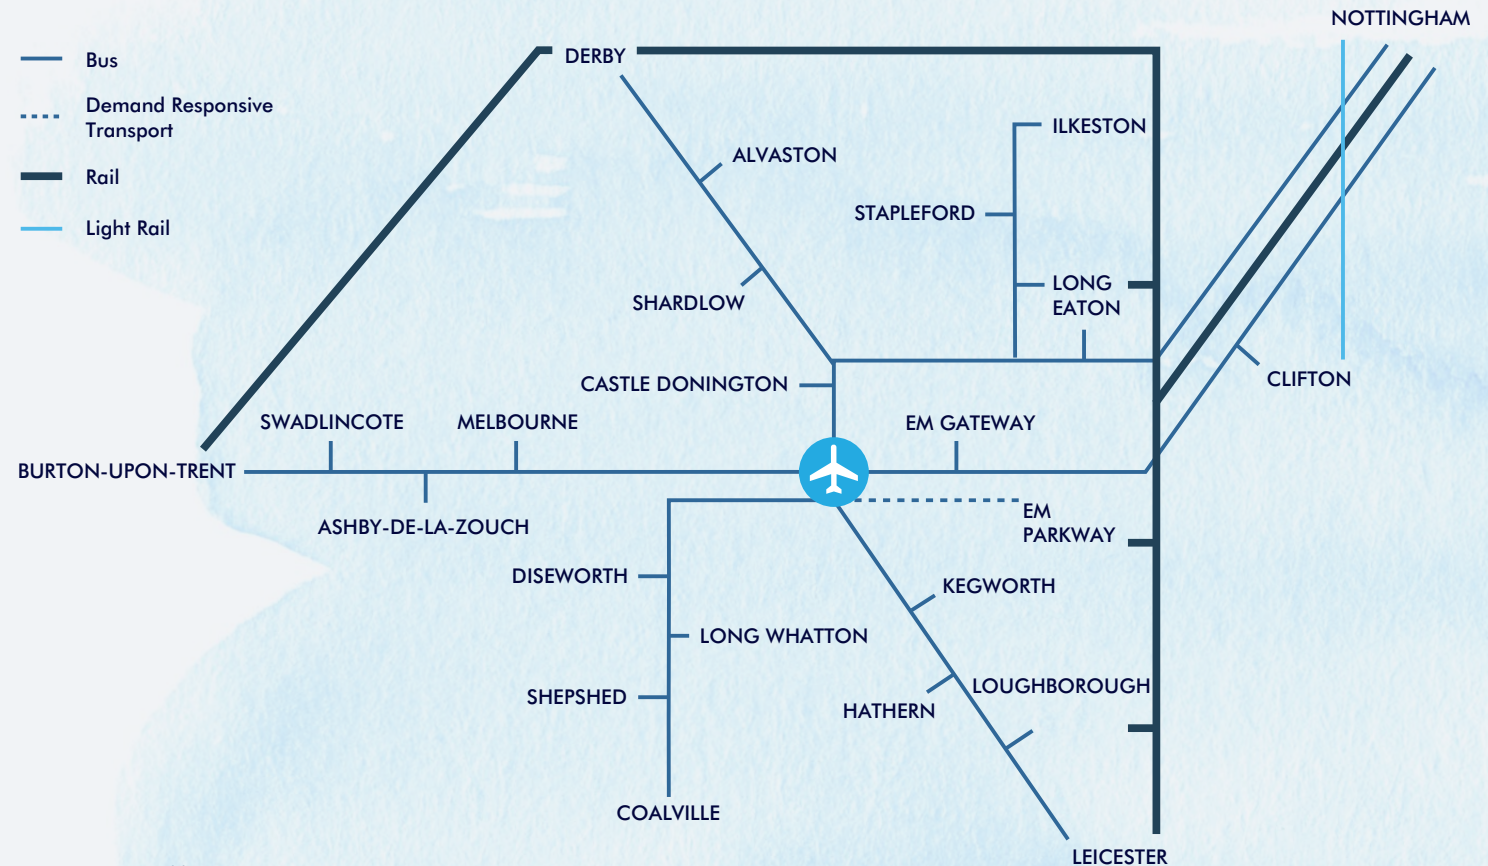 NOTTINGHAM
Bus
Demand Responsive
Transport
Rail
Light Rail
DERBY
ILKESTON
ALVASTON
STAPLEFORD
LONG
EATON
SHARDLOW
CASTLE DONINGTON
CLIFTON
SWADLINCOTE
MELBOURNE
EM GATEWAY
BURTON-UPON-TRENT
ASHBY-DE-LA-ZOUCH
EM
PARKWAY
DISEWORTH
KEGWORTH
LONG WHATTON
SHEPSHED
LOUGHBOROUGH
HATHERN
COALVILLE
LEICESTER